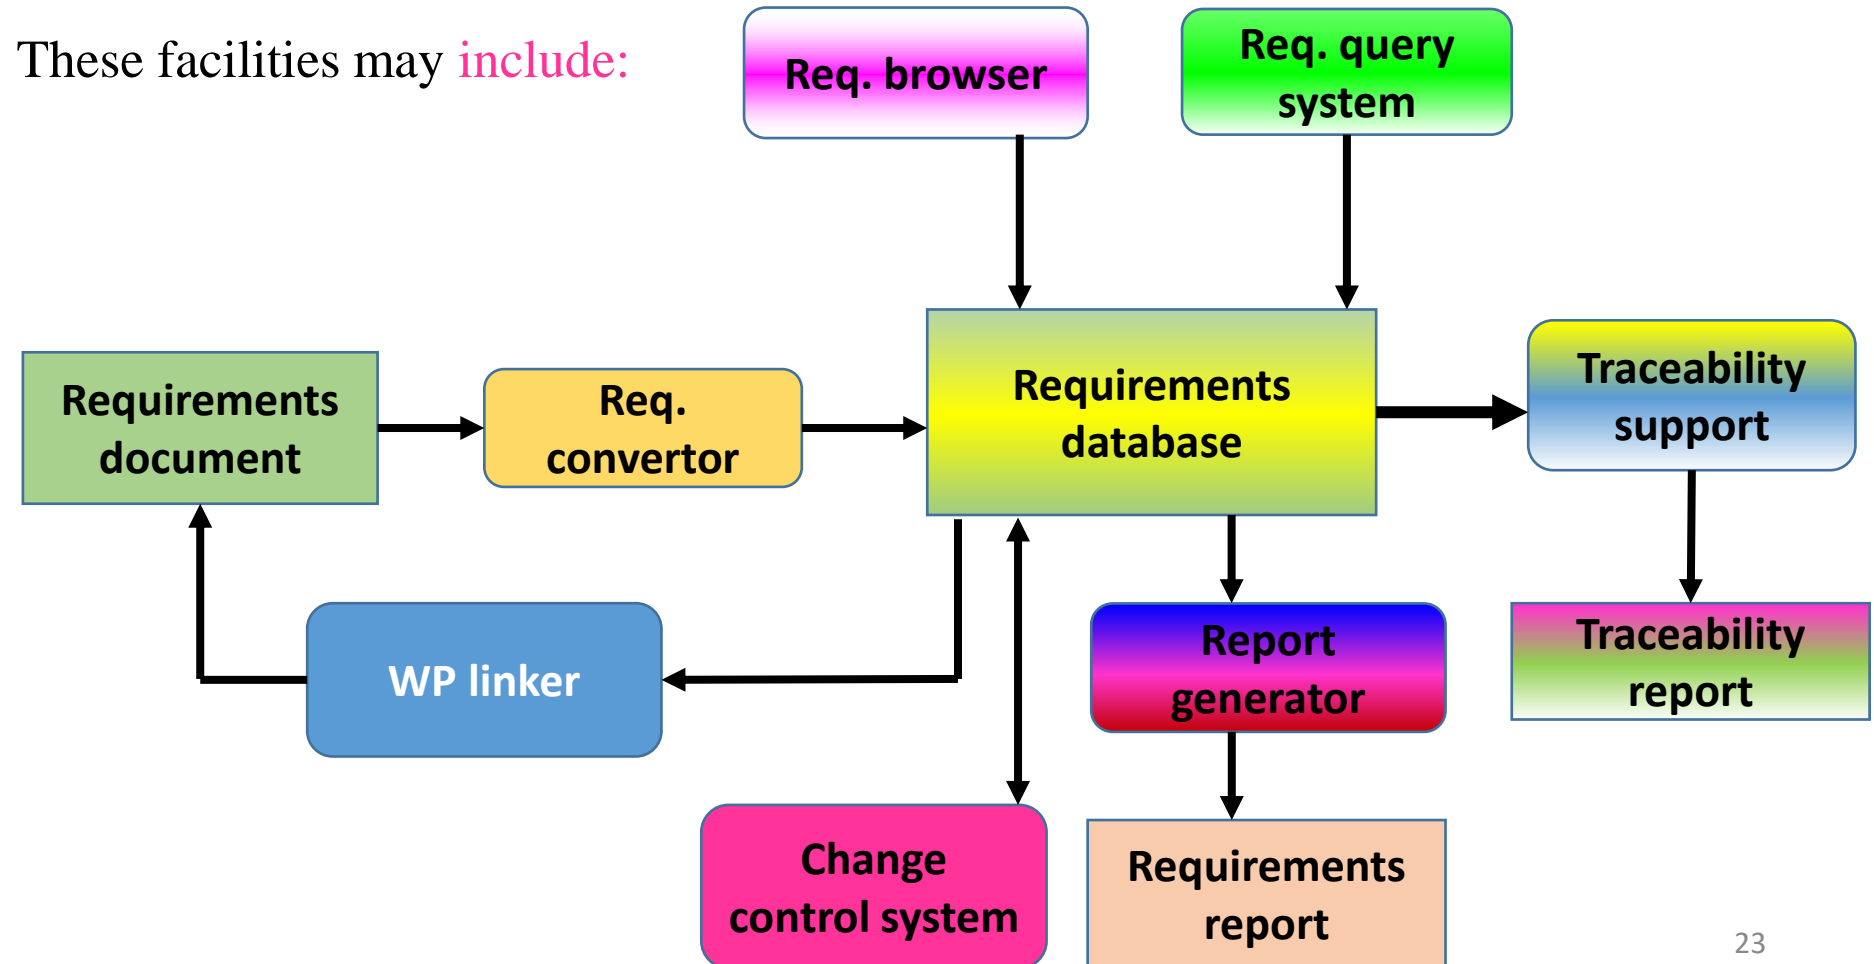 These facilities may include:
Req. browser
Req. query
system
Requirements
document
Req.
convertor
Requirements
database
Traceability
support
WP linker
Report
generator
Traceability
report
Change
control system
Requirements
report
23